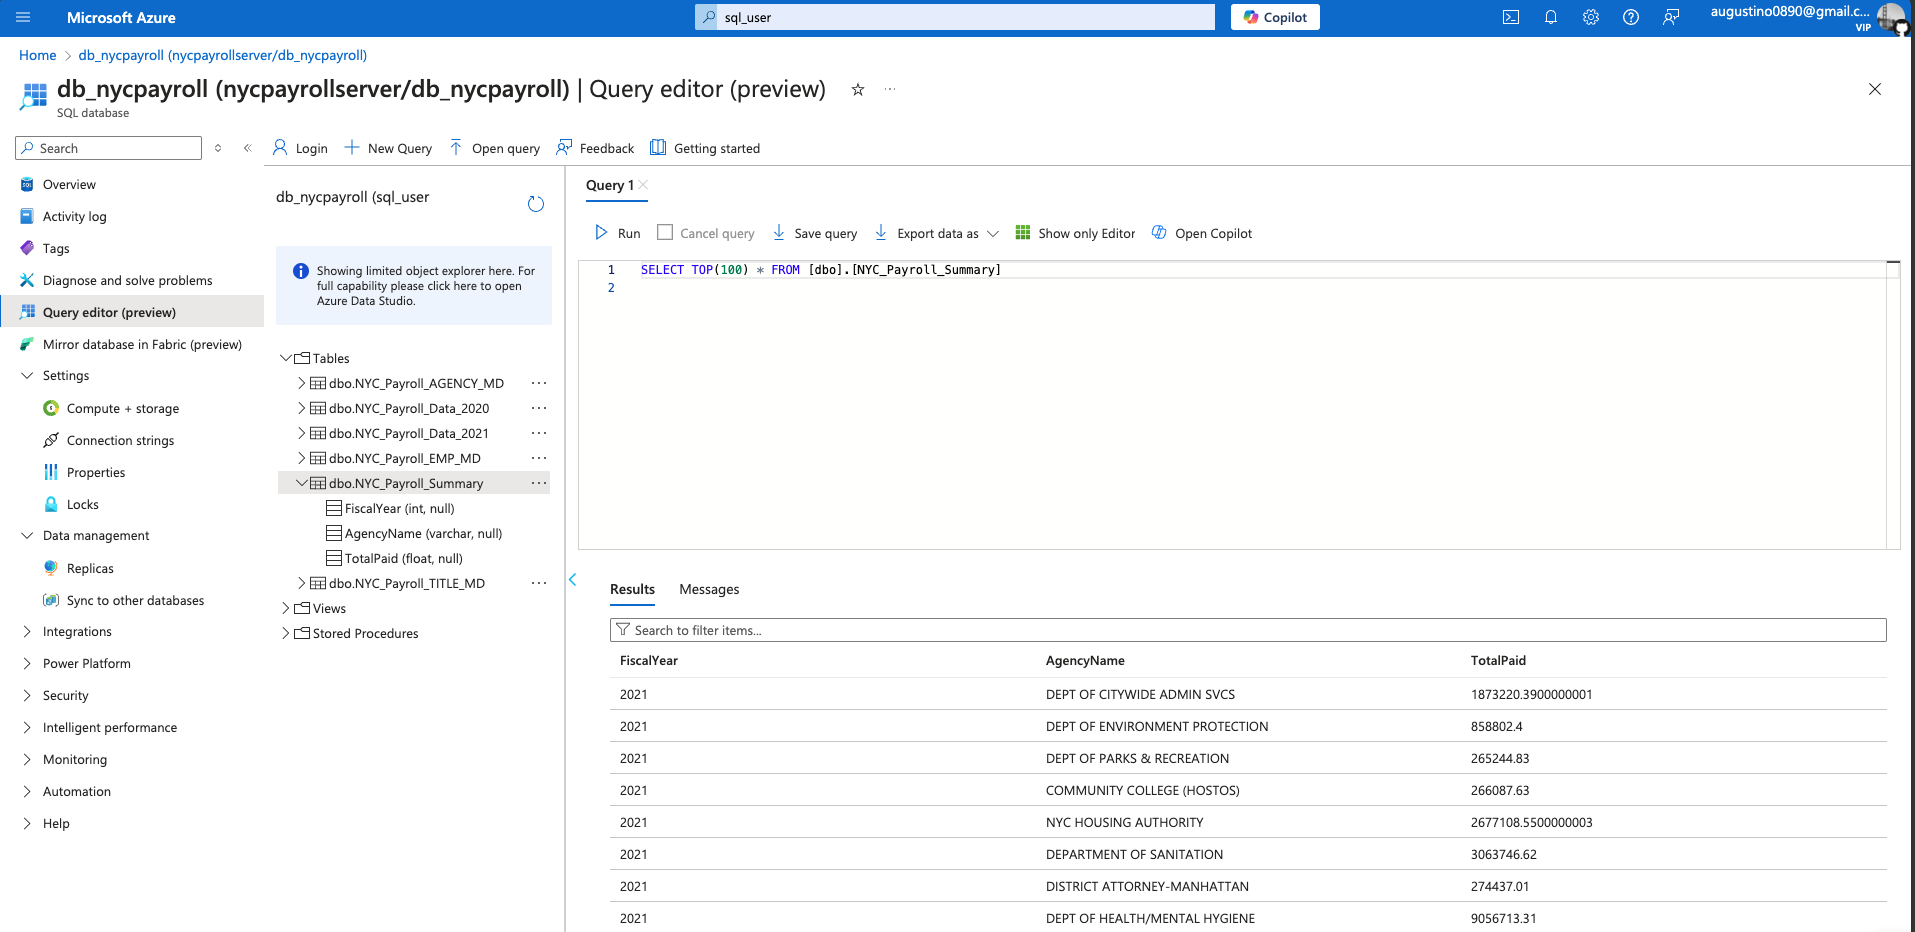 Microsoft Azure
sql_user
Copilot
augustino0890@gmail.c...
VIP
Home > db_nycpayroll (nycpayrollserver/db_nycpayroll)
db_nycpayroll (nycpayrollserver/db_nycpayroll) | Query editor (preview)
SQL database
Search
Login
New Query
Open query
Feedback
Getting started
Overview
Activity log
Tags
Diagnose and solve problems
Query editor (preview)
Mirror database in Fabric (preview)
Settings
Compute + storage
Connection strings
Properties
Locks
Data management
Replicas
Sync to other databases
Integrations
Power Platform
Security
Intelligent performance
Monitoring
Automation
Help
db_nycpayroll (sql_user
Showing limited object explorer here. For
full capability please click here to open
Azure Data Studio.
Tables
dbo.NYC_Payroll_AGENCY_MD
dbo.NYC_Payroll_Data_2020
dbo.NYC_Payroll_Data_2021
dbo.NYC_Payroll_EMP_MD
dbo.NYC_Payroll_Summary
FiscalYear (int, null)
AgencyName (varchar, null)
TotalPaid (float, null)
dbo.NYC_Payroll_TITLE_MD
Views
Stored Procedures
Query 1
Run
Cancel query
Save query
Export data as
Show only Editor
Open Copilot
1 SELECT TOP(100) * FROM [dbo].[NYC_Payroll_Summary]
2
Results
Messages
Search to filter items...
FiscalYear AgencyName TotalPaid
2021 DEPT OF CITYWIDE ADMIN SVCS 1873220.3900000001
2021 DEPT OF ENVIRONMENT PROTECTION 858802.4
2021 DEPT OF PARKS & RECREATION 265244.83
2021 COMMUNITY COLLEGE (HOSTOS) 266087.63
2021 NYC HOUSING AUTHORITY 2677108.5500000003
2021 DEPARTMENT OF SANITATION 3063746.62
2021 DISTRICT ATTORNEY-MANHATTAN 274437.01
2021 DEPT OF HEALTH/MENTAL HYGIENE 9056713.31